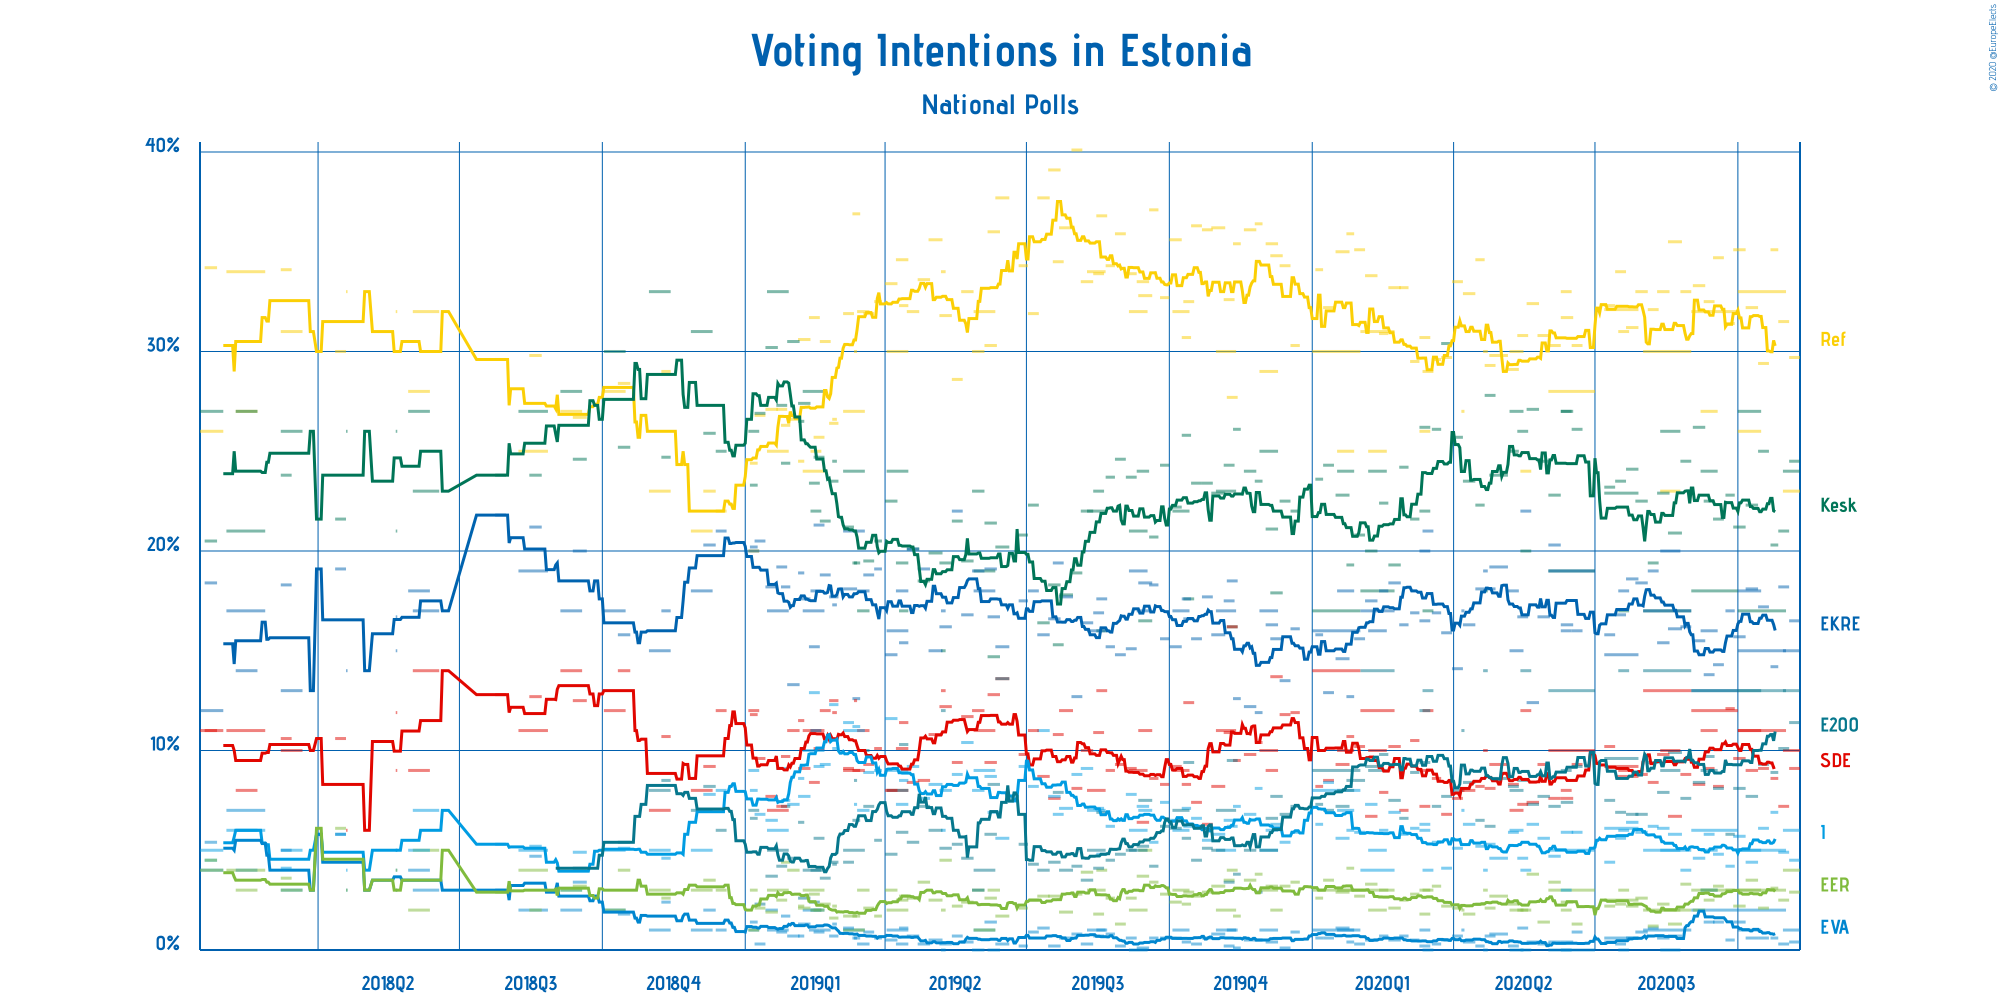 Voting Intentions in Estonia
National Polls
© 2020 @EuropeElects
40%
30%
20%
10%
0%
Ref
Kesk
EKRE
E200
SDE
I
EER
EVA
2018Q2 2018Q3 2018Q4 2019Q1 2019Q2 2019Q3 2019Q4 2020Q1 2020Q2 2020Q3